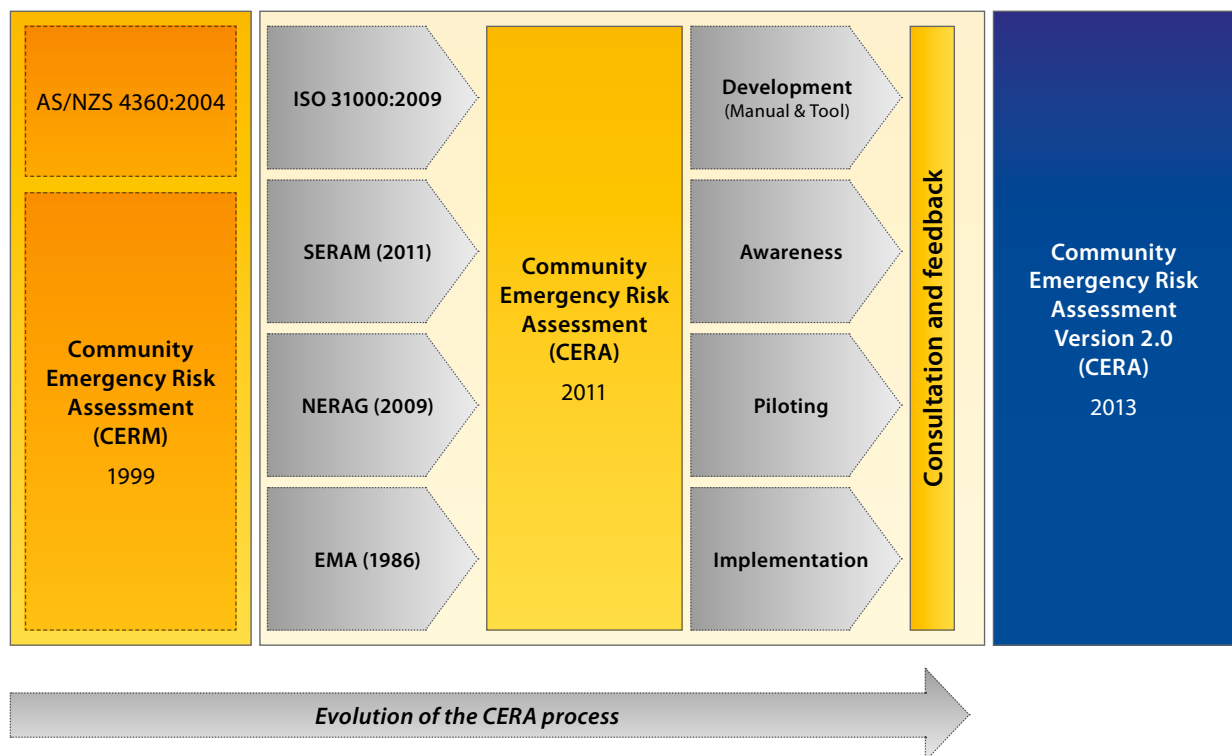 AS/NZS 4360:2004
Community
Emergency Risk
Assessment
(CERM)
1999
ISO 31000:2009
SERAM (2011)
NERAG (2009)
EMA (1986)
Community
Emergency Risk
Assessment
(CERA)
2011
Development
(Manual & Tool)
Awareness
Piloting
Implementation
Consultation and feedback
Community
Emergency Risk
Assessment
Version 2.0
(CERA)
2013
Evolution of the CERA process